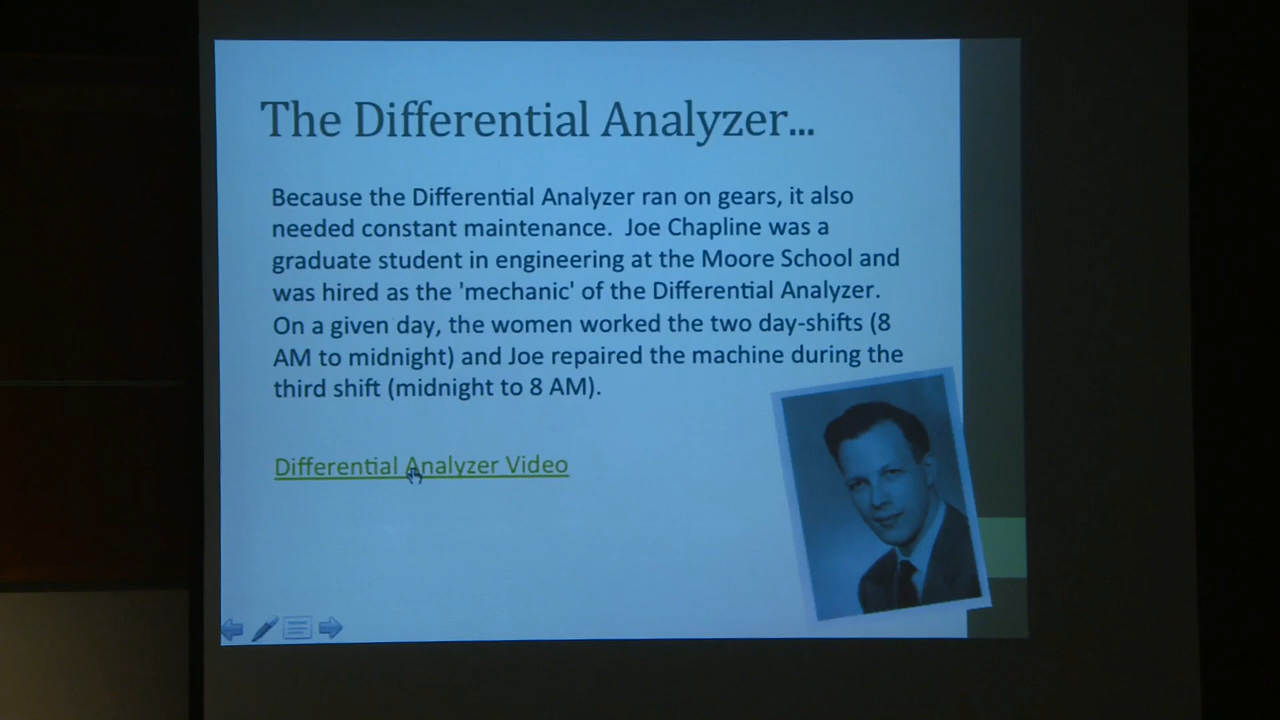 The Differential Analyzer...
Because the Differential Analyzer ran on gears, it also
needed constant maintenance.  Joe Chapline was a
graduate student in engineering at the Moore School and
was hired as the 'mechanic' of the Differential Analyzer.
On a given day, the women worked the two day-shifts (8
AM to midnight) and Joe repaired the machine during the
third shift (midnight to 8 AM).
Differential Analyzer Video